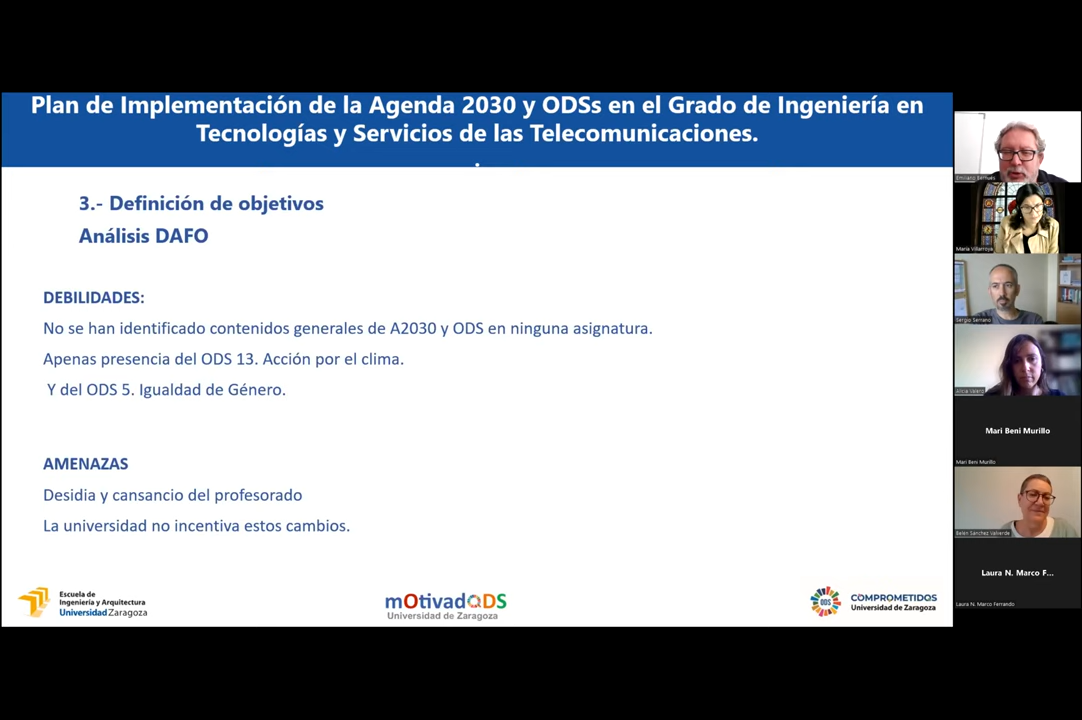 Plan de Implementación de la Agenda 2030 y ODSs en el Grado de Ingeniería en
Tecnologías y Servicios de las Telecomunicaciones.
.
3.- Definición de objetivos
Análisis DAFO
DEBILIDADES:
No se han identificado contenidos generales de A2030 y ODS en ninguna asignatura.
Apenas presencia del ODS 13. Acción por el clima.
Y del ODS 5. Igualdad de Género.
AMENAZAS
Desidia y cansancio del profesorado
La universidad no incentiva estos cambios.
Escuela de
Ingeniería y Arquitectura
Universidad Zaragoza
mOtivadODS
Universidad de Zaragoza
ODS
COMPROMETIDOS
Universidad de Zaragoza
Emiliano Bernués
María Villarroya
Sergio Serrano
Alicia Valero
Mari Beni Murillo
Mari Beni Murillo
Belén Sánchez Valverde
Laura N. Marco F...
Laura N. Marco Ferrando